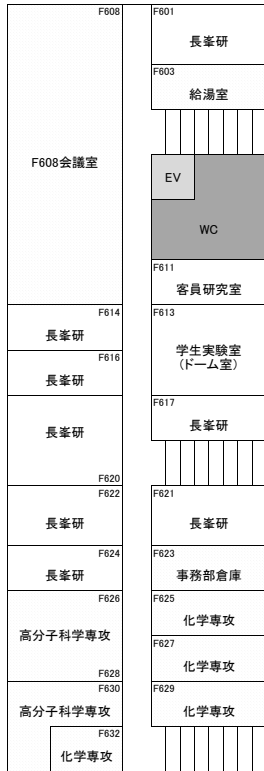 F608
F608会議室
F614
長峯研
F616
長峯研
長峯研
F620
F622
長峯研
F624
長峯研
F626
高分子科学専攻
F628
F630
高分子科学専攻
F632
化学専攻
F601
長峯研
F603
給湯室
EV
WC
F611
客員研究室
F613
学生実験室
(ドーム室)
F617
長峯研
F621
長峯研
F623
事務部倉庫
F625
化学専攻
F627
化学専攻
F629
化学専攻